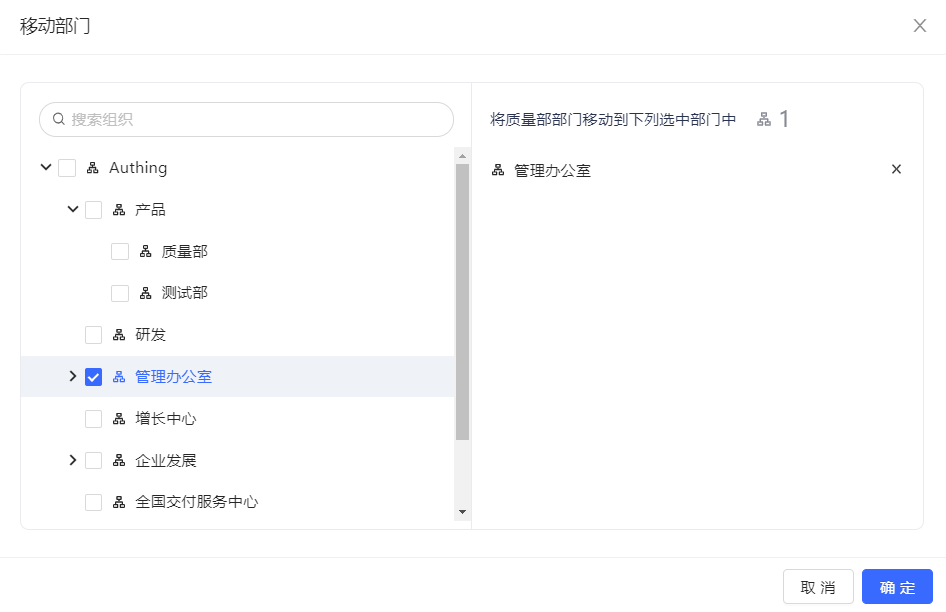 移动部门
搜索组织
Authing
产品
质量部
测试部
研发
管理办公室
增长中心
企业发展
全国交付服务中心
将质量部部门移动到下列选中部门中 1
管理办公室
取 消
确 定